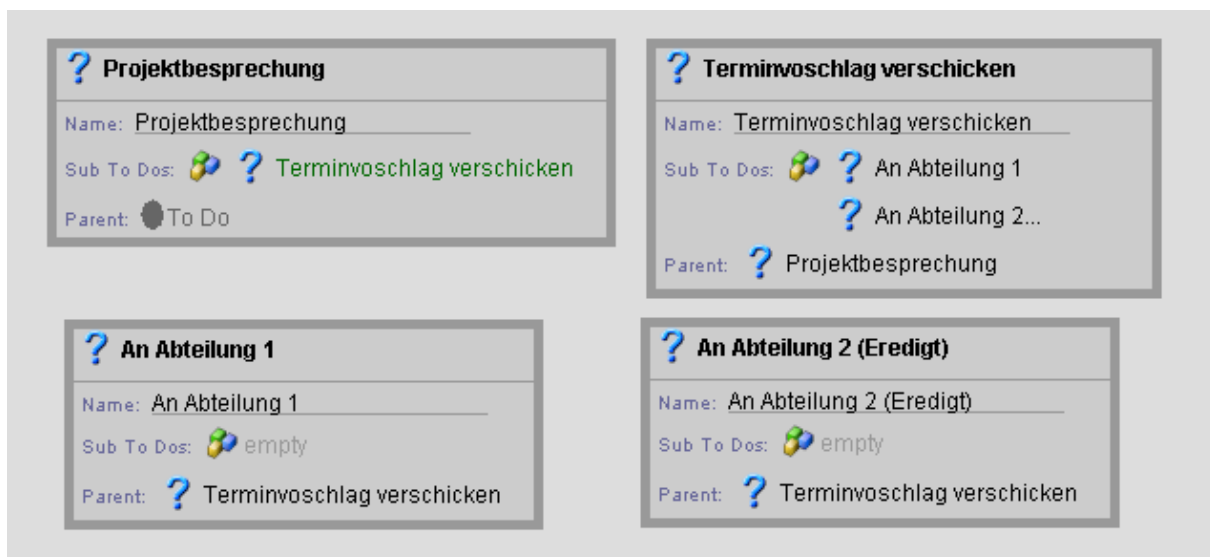 Projektbesprechung
Name: Projektbesprechung
Sub To Dos: Terminvoschlag verschicken
Parent: To Do
Terminvoschlag verschicken
Name: Terminvoschlag verschicken
Sub To Dos: An Abteilung 1
An Abteilung 2...
Parent: Projektbesprechung
An Abteilung 1
Name: An Abteilung 1
Sub To Dos: empty
Parent: Terminvoschlag verschicken
An Abteilung 2 (Eredigt)
Name: An Abteilung 2 (Eredigt)
Sub To Dos: empty
Parent: Terminvoschlag verschicken